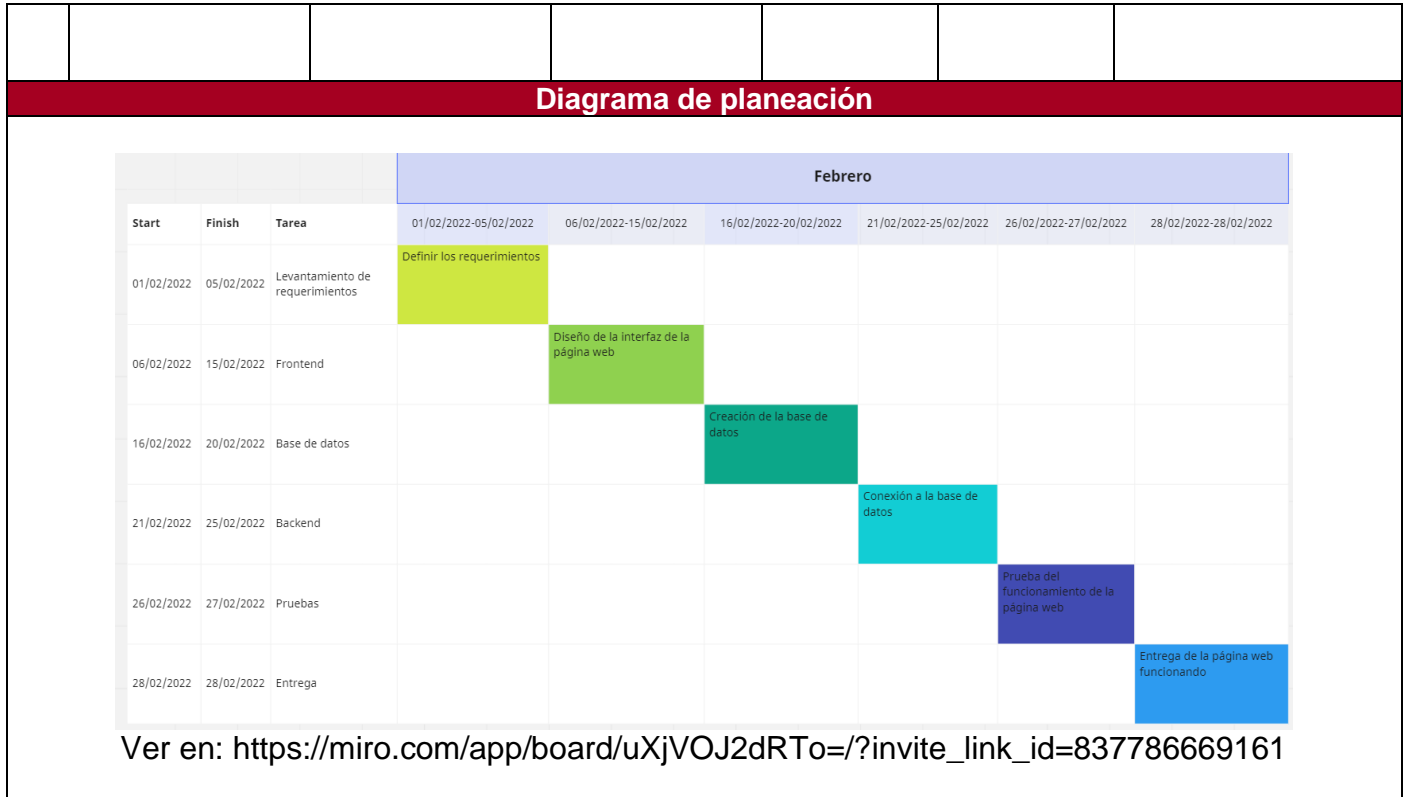 Diagrama de planeación
Febrero
Start Finish Tarea 01/02/2022-05/02/2022 06/02/2022-15/02/2022 16/02/2022-20/02/2022 21/02/2022-25/02/2022 26/02/2022-27/02/2022 28/02/2022-28/02/2022
Definir los requerimientos
01/02/2022 05/02/2022 Levantamiento de
requerimientos
Diseño de la interfaz de la
página web
06/02/2022 15/02/2022 Frontend
Creación de la base de
datos
16/02/2022 20/02/2022 Base de datos
Conexión a la base de
datos
21/02/2022 25/02/2022 Backend
Prueba del
funcionamiento de la
página web
26/02/2022 27/02/2022 Pruebas
Entrega de la página web
funcionando
28/02/2022 28/02/2022 Entrega
Ver en: https://miro.com/app/board/uXjVOJ2dRTo=/?invite_link_id=837786669161